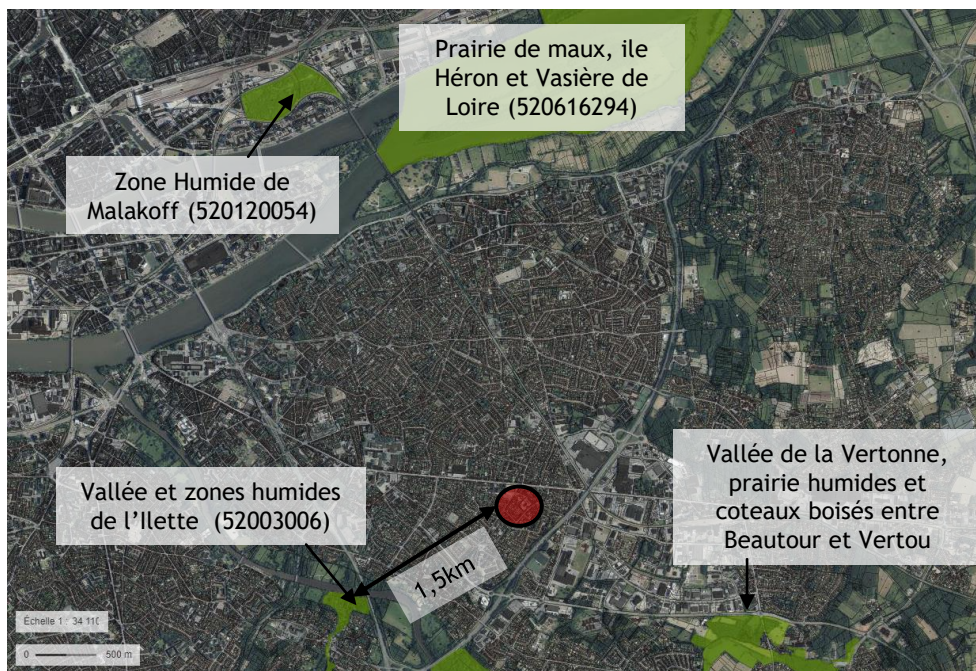 Prairie de maux, ile
Héron et Vasière de
Loire (520616294)
Zone Humide de
Malakoff (520120054)
Vallée et zones humides
de l’Ilette (52003006)
1,5km
Vallée de la Vertonne,
prairie humides et
coteaux boisés entre
Beautour et Vertou
Échelle 1 : 34 110
0 500 m